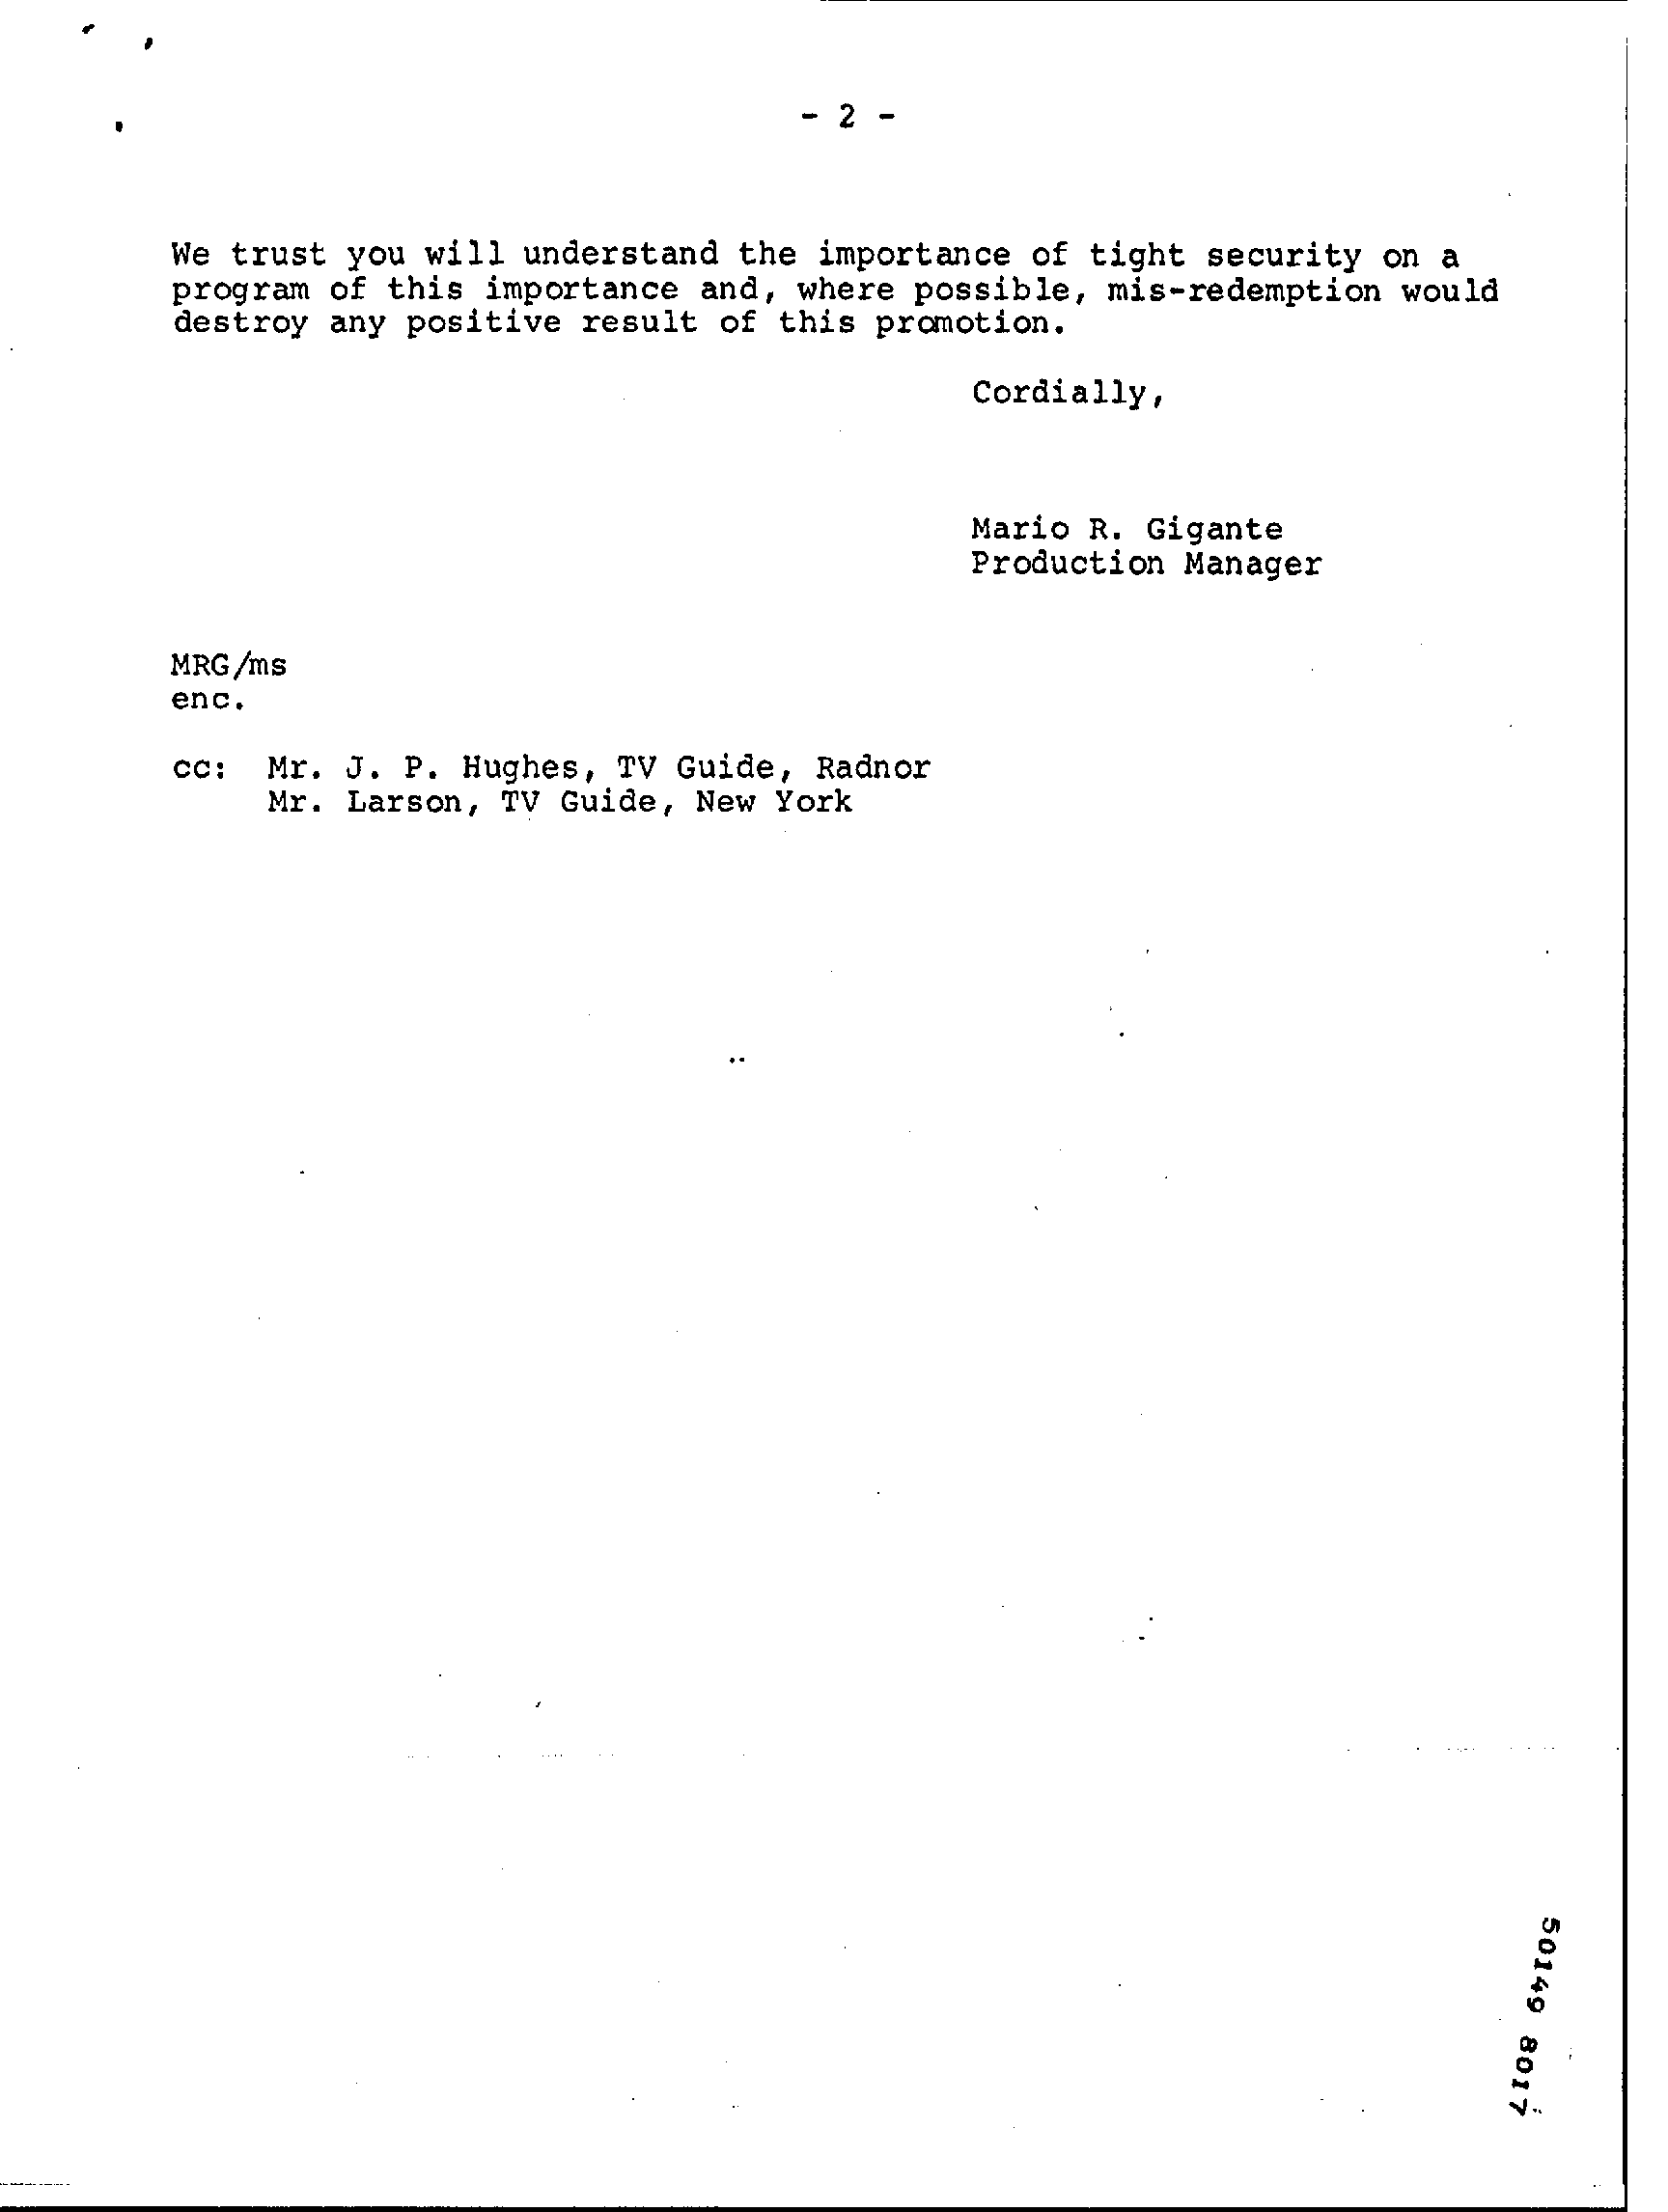 - 2 -
We trust you will understand the importance of tight security on a
program of this importance and, where possible, mis-redemption would
destroy any positive result of this promotion.
Cordially,
Mario R. Gigante
Production Manager
MRG/ms
enc.
cc: Mr. J. P. Hughes, TV Guide, Radnor
Mr. Larson, TV Guide, New York
50149 8017